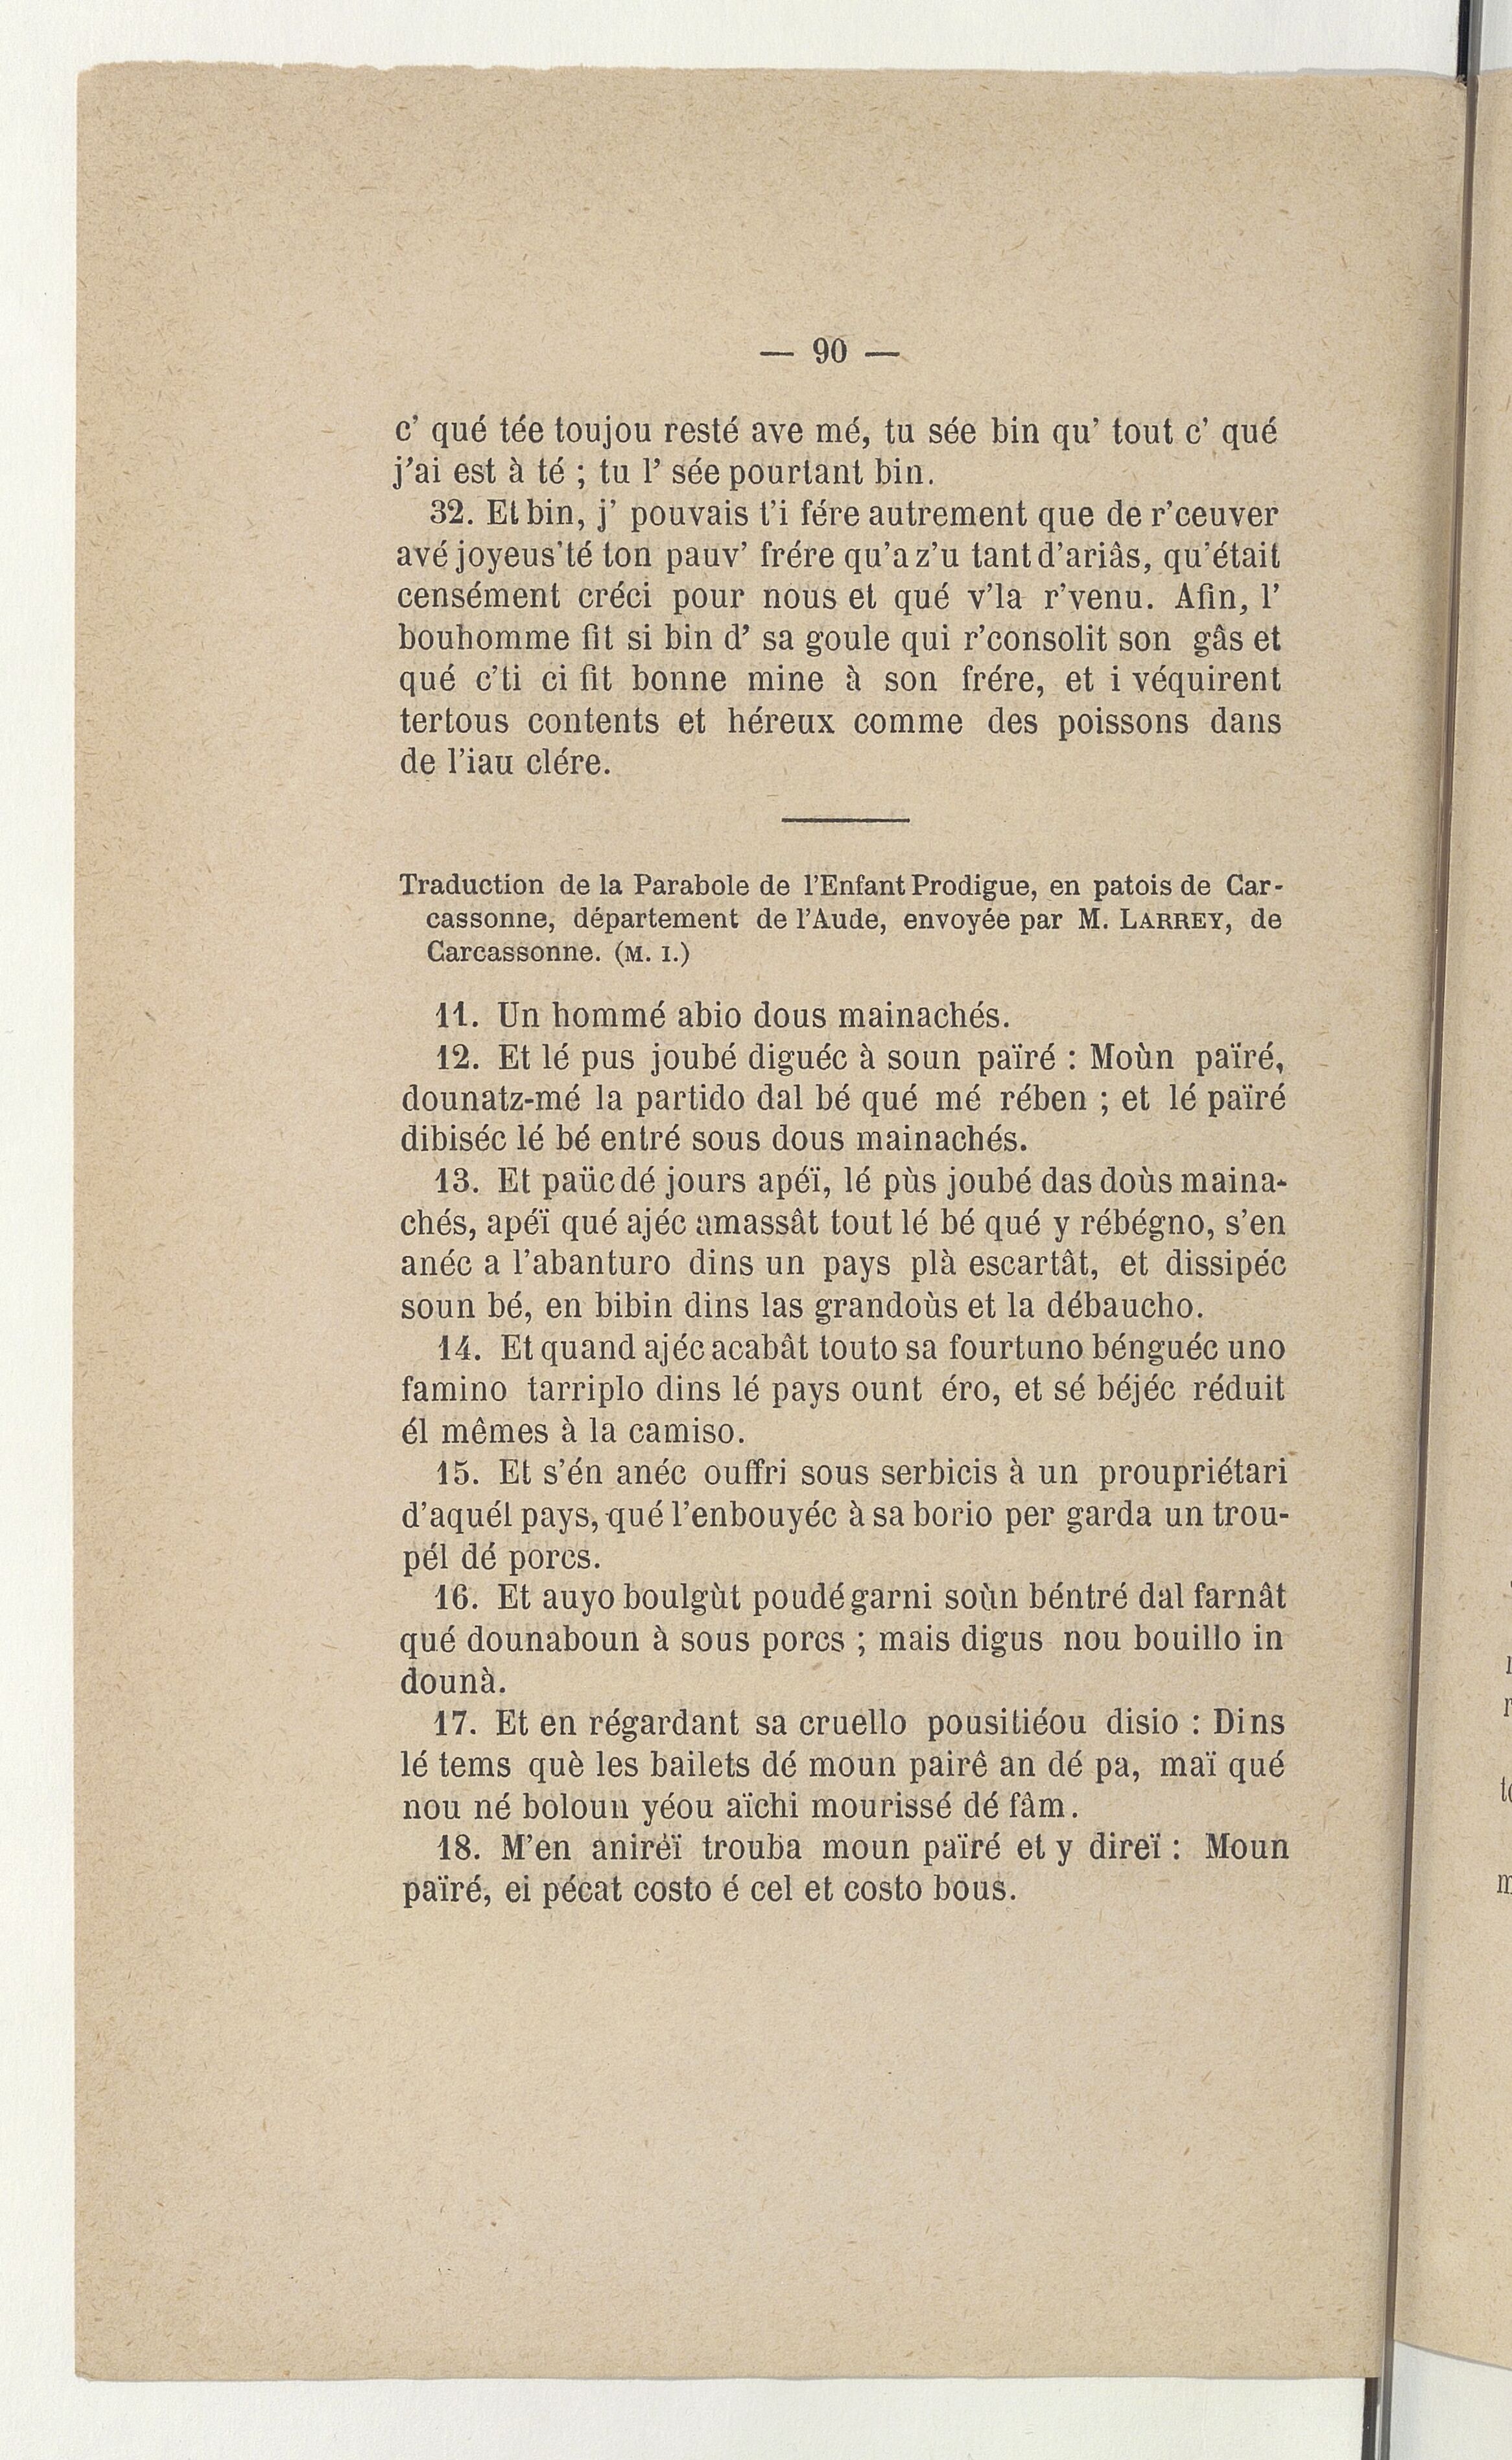 — 90 —
c' qué tée toujou resté ave mé, tu sée bin qu' tout c' qué
j'ai est à té ; tu l' sée pourtant bin.
32. Et bin, j' pouvais t'i fére autrement que de r'ceuver
avé joyeus'té ton pauv' frére qu'a z'u tant d'ariâs, qu'était
censément créci pour nous et qué v'la r'venu. Afin, l'
bouhomme fit si bin d' sa goule qui r'consolit son gâs et
qué c'ti ci fit bonne mine à son frére, et i véquirent
tertous contents et héreux comme des poissons dans
de l'iau clére.
Traduction de la Parabole de l'Enfant Prodigue, en patois de Car-
cassonne, département de l'Aude, envoyée par M. LARREY, de
Carcassonne. (M. I.)
11. Un hommé abio dous mainachés.
12. Et lé pus joubé diguéc à soun païré : Moùn païré,
dounatz-mé la partido dal bé qué mé rében ; et lé païré
dibiséc lé bé entré sous dous mainachés.
13. Et paüc dé jours apéï, lé pùs joubé das doùs maina-
chés, apéï qué ajéc amassât tout lé bé qué y rébégno, s'en
anéc a l'abanturo dins un pays plà escartât, et dissipéc
soun bé, en bibin dins las grandoùs et la débaucho.
14. Et quand ajéc acabât touto sa fourtuno bénguéc uno
famino tarriplo dins lé pays ount éro, et sé béjéc réduit
él mêmes à la camiso.
15. Et s'én anéc ouffri sous serbicis à un proupriétari
d'aquél pays, qué l'enbouyéc à sa borio per garda un trou-
pél dé porcs.
16. Et auyo boulgùt poudé garni soùn béntré dal farnât
qué dounaboun à sous porcs ; mais digus nou bouillo in
dounà.
17. Et en régardant sa cruello pousitiéou disio : Dins
lé tems què les bailets dé moun pairê an dé pa, maï qué
nou né boloun yéou aïchi mourissé dé fâm.
18. M'en aniréï trouba moun païré et y direï : Moun
païré, ei pécat costo é cel et costo bous.